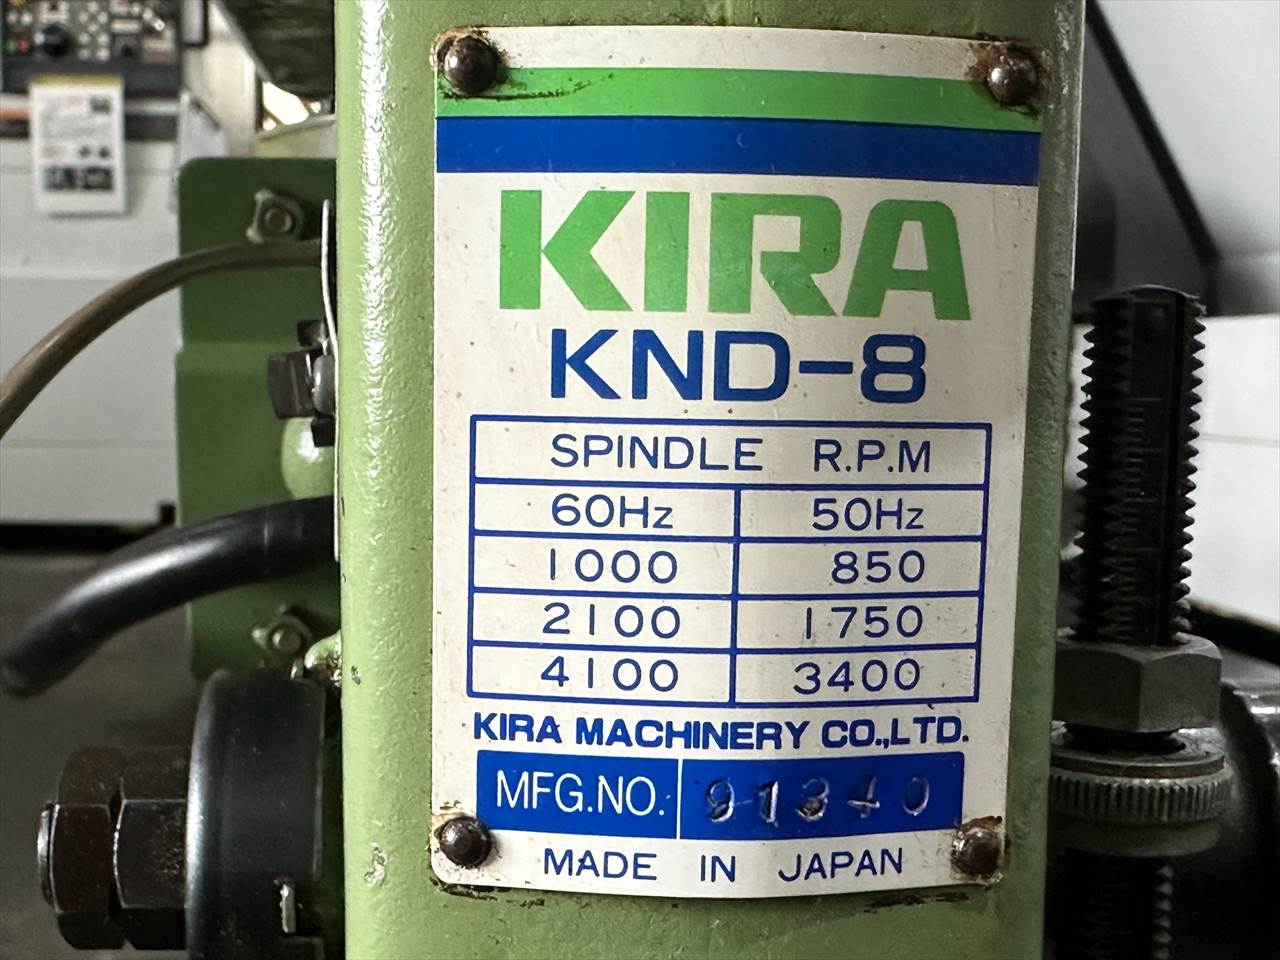 KIRA
KND-8
SPINDLE R.P.M
60Hz 50Hz
1000 850
2100 1750
4100 3400
KIRA MACHINERY CO.,LTD.
MFG.NO. 91340
MADE IN JAPAN